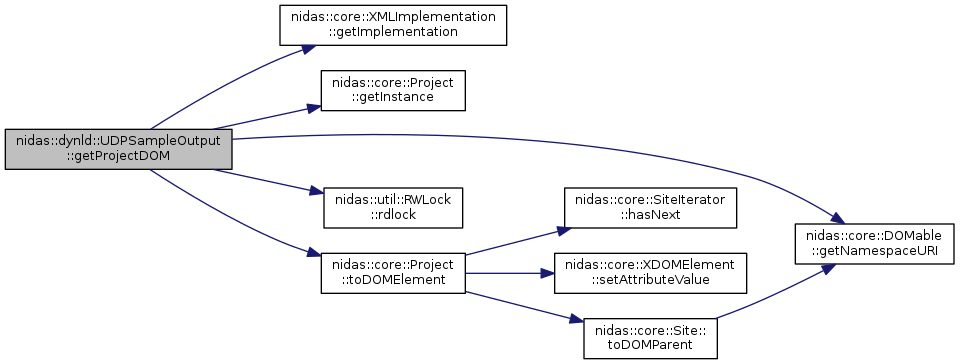 nidas::core::XMLImplementation
::getImplementation
nidas::core::Project
::getInstance
nidas::dynld::UDPSampleOutput
::getProjectDOM
nidas::util::RWLock
::rdlock
nidas::core::SiteIterator
::hasNext
nidas::core::DOMable
::getNamespaceURI
nidas::core::Project
::toDOMElement
nidas::core::XDOMElement
::setAttributeValue
nidas::core::Site::
toDOMParent